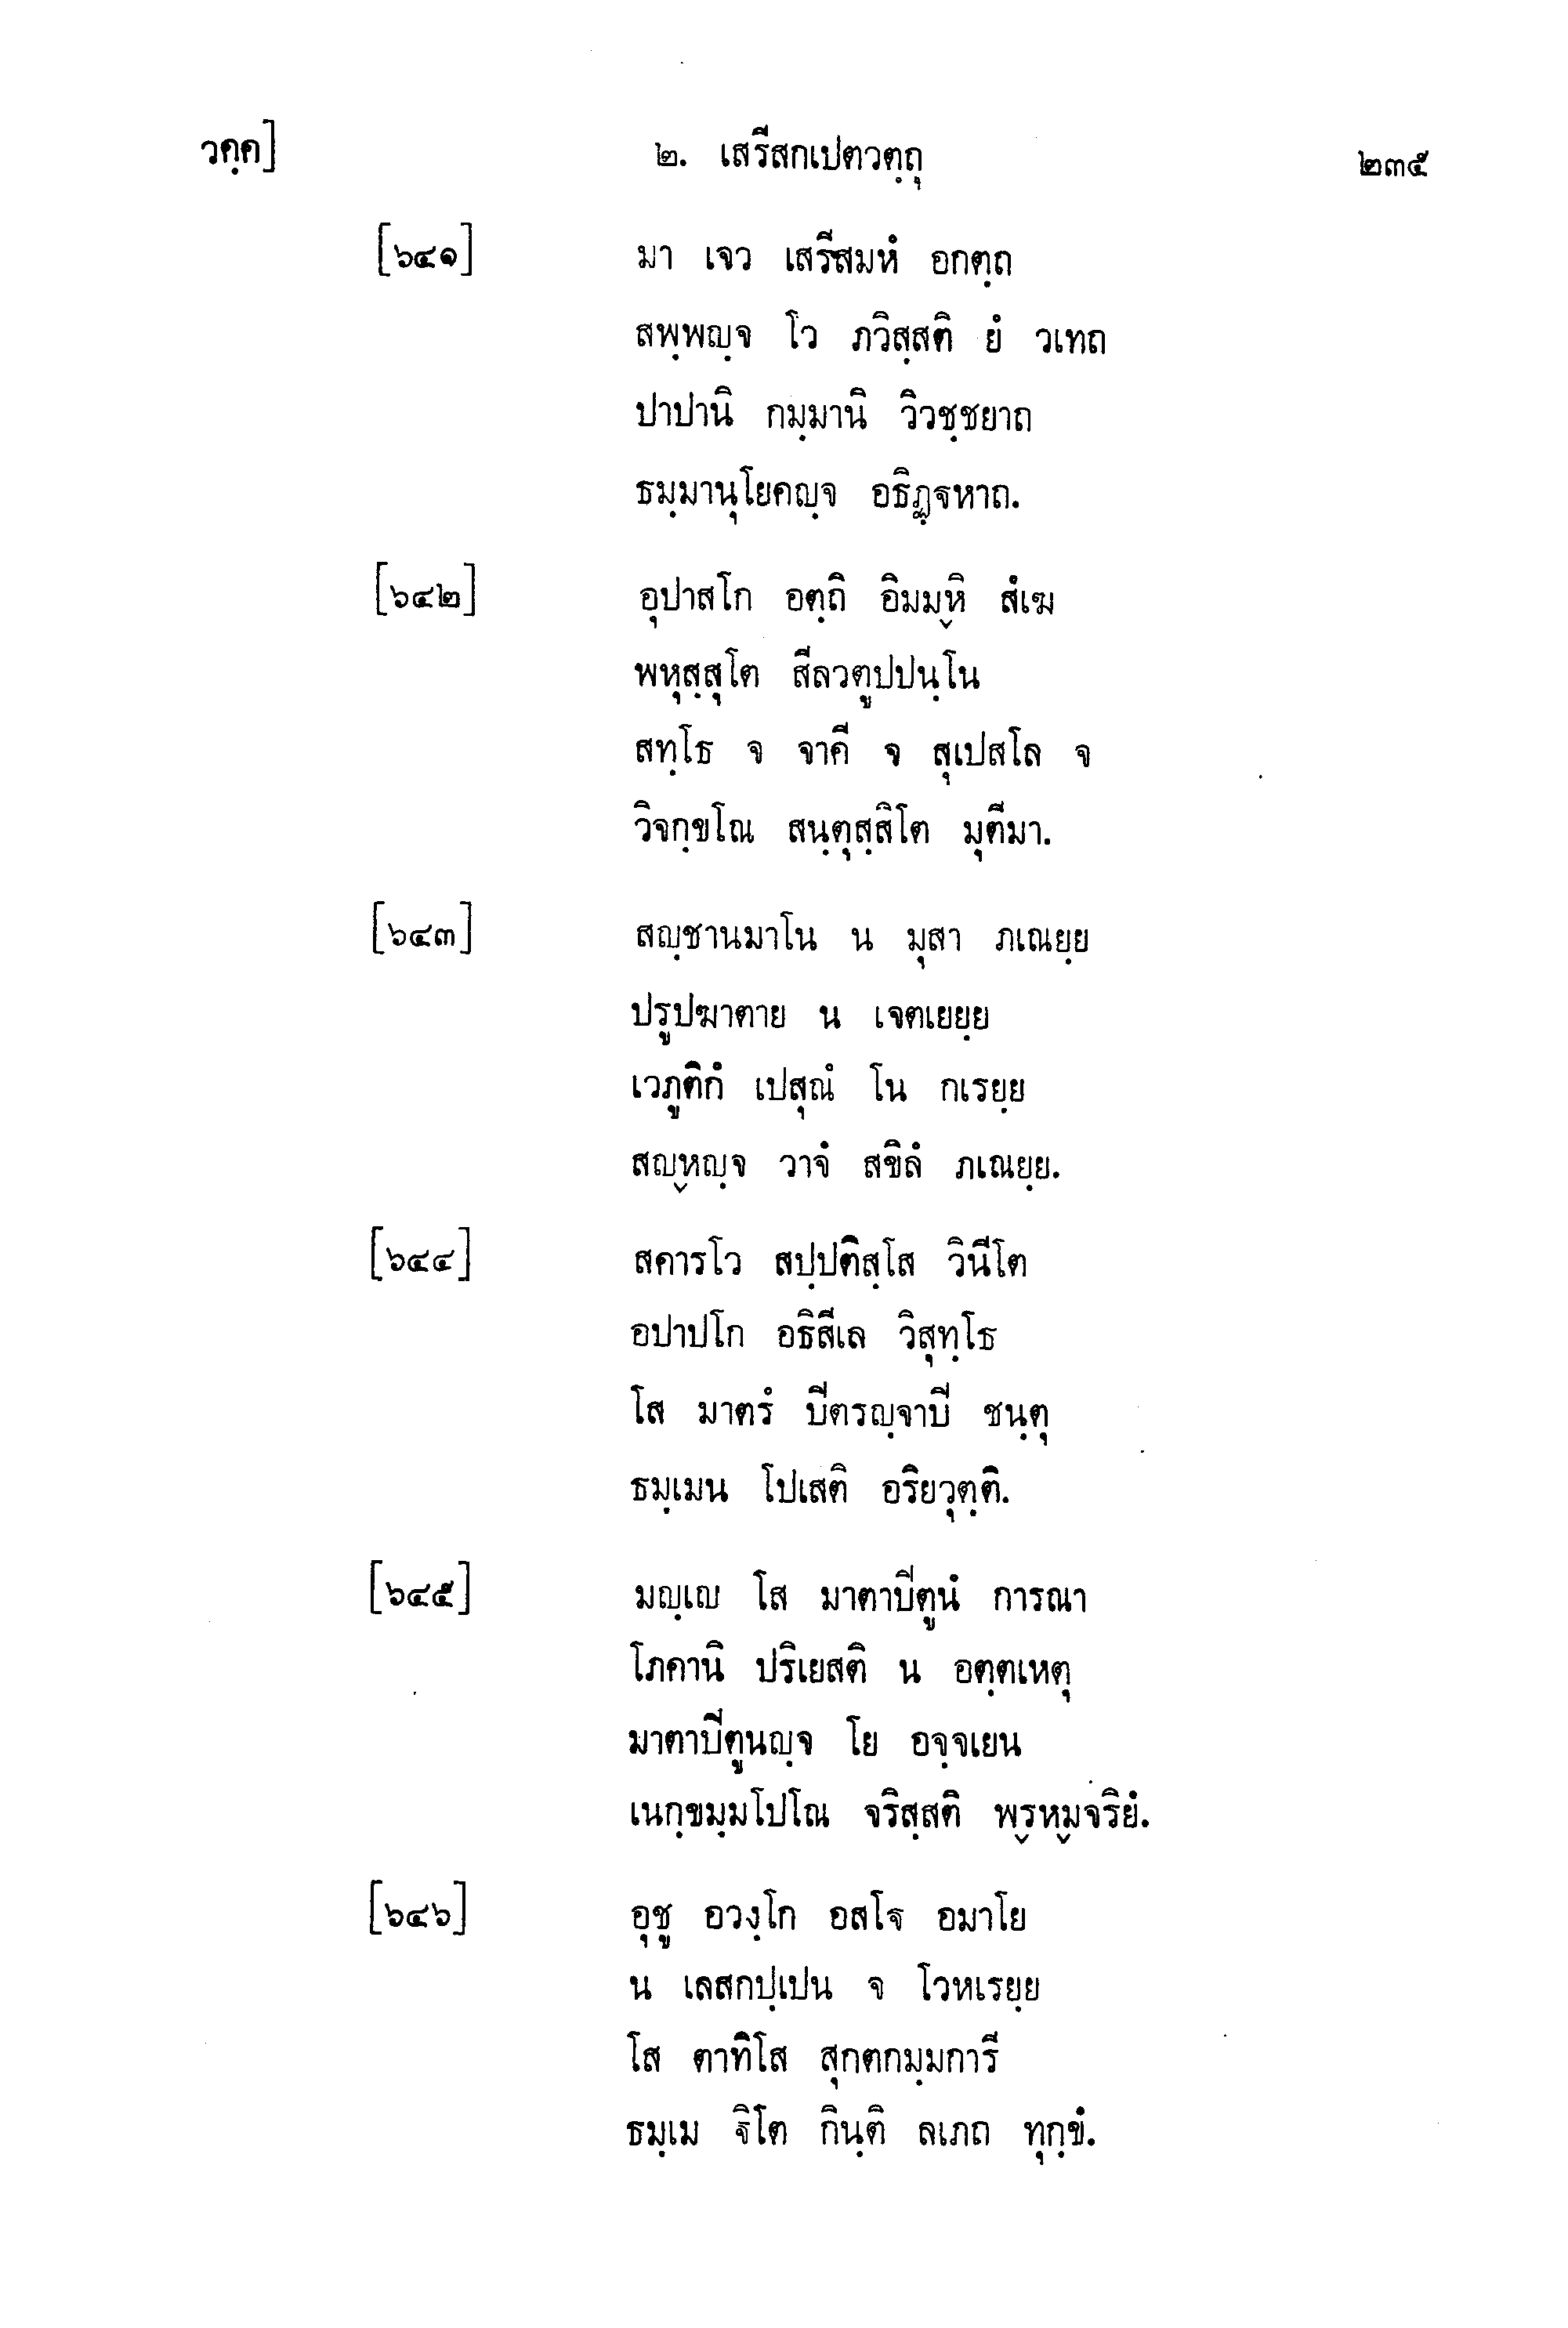 วคฺค]
๒. เสรีสกเปตวตฺถุ
๒๓๕
[๖๔๑] มา เจว เสรีสมหํ อกตฺถ
สพฺพญฺจ โว ภวิสฺสติ ยํ วเทถ
ปาปานิ กมฺมานิ วิวชฺชยาถ
ธมฺมานุโยคญฺจ อธิฏฺฐหาถ.
[๖๔๒] อุปาสโก อตฺถิ อิมมฺหิ สํเฆ
พหุสฺสุโต สีลวตูปปนฺโน
สทฺโธ จ จาคี จ สุเปสโล จ
วิจกฺขโณ สนฺตุสฺสิโต มุตีมา.
[๖๔๓] สญฺชานมาโน น มุสา ภเณยฺย
ปรูปฆาตาย น เจตเยยฺย
เวภูติกํ เปสุณํ โน กเรยฺย
สญฺหญฺจ วาจํ สขิลํ ภเณยฺย.
[๖๔๔] สคารโว สปฺปติสฺโส วินีโต
อปาปโก อธิสีเล วิสุทฺโธ
โส มาตรํ ปีตรญฺจาปี ชนฺตุ
ธมฺเมน โปเสติ อริยวุตฺติ.
[๖๔๕] มญฺเญ โส มาตาปีตูนํ การณา
โภคานิ ปริเยสติ น อตฺตเหตุ
มาตาปีตูนญฺจ โย อจฺจเยน
เนกฺขมฺมโปโณ จริสฺสติ พฺรหฺมจริยํ.
[๖๔๖] อุชู อวงฺโก อสโฐ อมาโย
น เลสกปฺเปน จ โวหเรยฺย
โส ตาทิโส สุกตกมฺมการี
ธมฺเม ฐิโต กินฺติ ลเภถ ทุกฺขํ.